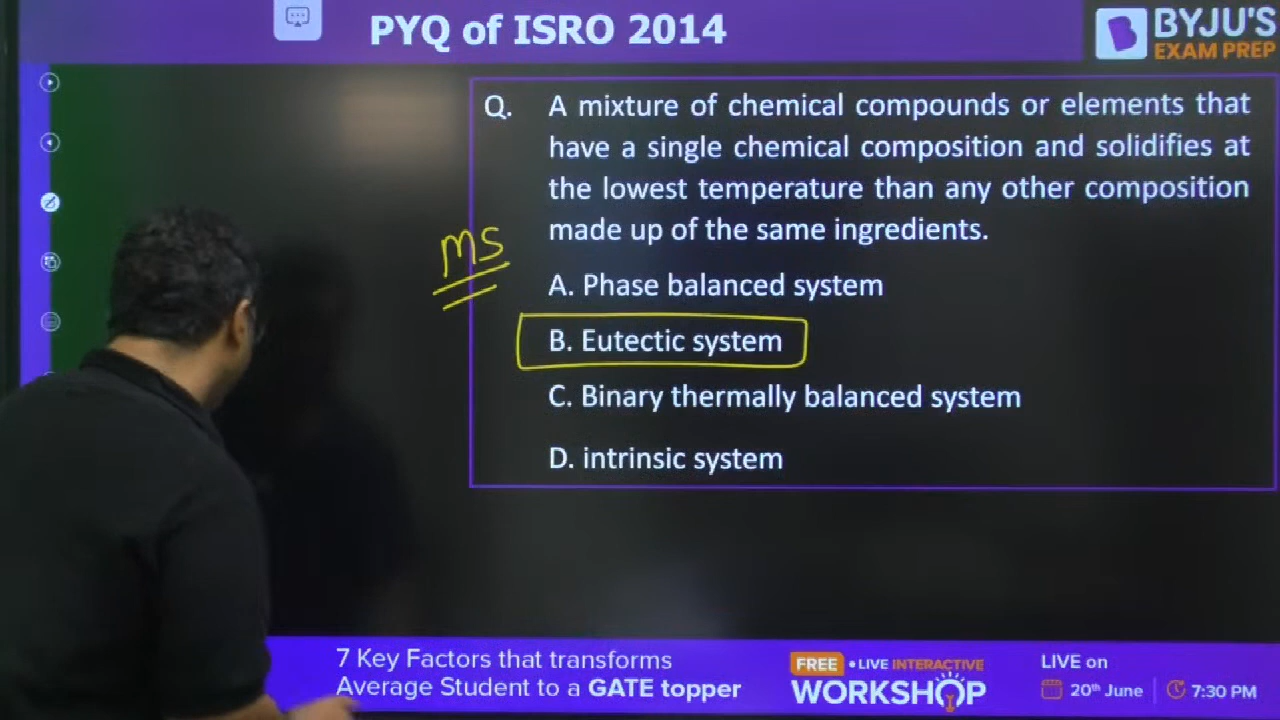 PYQ of ISRO 2014
BYJU'S
EXAM PREP
Q. A mixture of chemical compounds or elements that
have a single chemical composition and solidifies at
the lowest temperature than any other composition
made up of the same ingredients.
MS
A. Phase balanced system
B. Eutectic system
C. Binary thermally balanced system
D. intrinsic system
7 Key Factors that transforms
Average Student to a GATE topper
FREE • LIVE INTERACTIVE
WORKSHOP
LIVE on
20th June | 7:30 PM